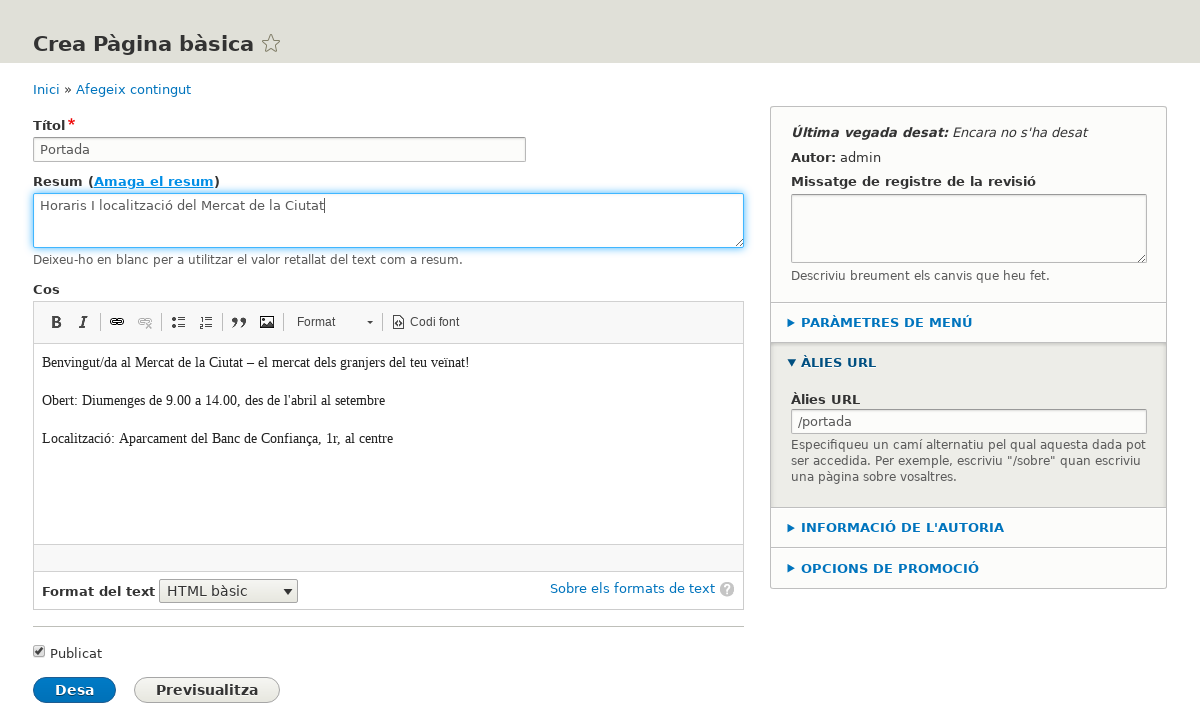 Crea Pàgina bàsica
Inici » Afegeix contingut
Títol*
Portada
Resum (Amaga el resum)
Horaris I localització del Mercat de la Ciutat
Deixeu-ho en blanc per a utilitzar el valor retallat del text com a resum.
Cos
B I Format Codi font
Benvingut/da al Mercat de la Ciutat – el mercat dels granjers del teu veïnat!
Obert: Diumenges de 9.00 a 14.00, des de l'abril al setembre
Localització: Aparcament del Banc de Confiança, 1r, al centre
Format del text HTML bàsic
Sobre els formats de text ?
Publicat
Desa Previsualitza
Última vegada desat: Encara no s'ha desat
Autor: admin
Missatge de registre de la revisió
Descriviu breument els canvis que heu fet.
PARÀMETRES DE MENÚ
ÀLIES URL
Àlies URL
/portada
Especifiqueu un camí alternatiu pel qual aquesta dada pot
ser accedida. Per exemple, escriviu "/sobre" quan escriviu
una pàgina sobre vosaltres.
INFORMACIÓ DE L'AUTORIA
OPCIONS DE PROMOCIÓ